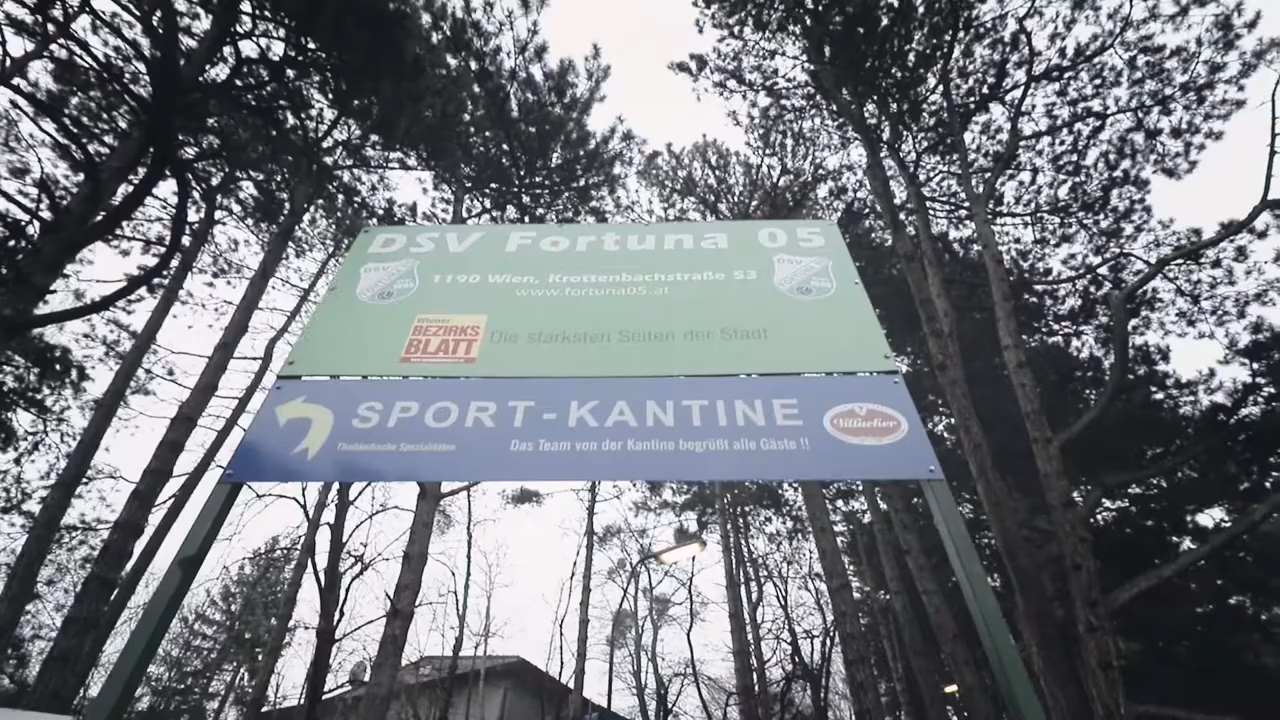 DSV Fortuna 05
1190 Wien, Krottenbachstraße 53
www.fortuna05.at
DSV
Wiener
BEZIRKS
BLATT
Die stärksten Seiten der Stadt
SPORT-KANTINE
Thailändische Spezialitäten
Das Team von der Kantine begrüßt alle Gäste !!
Villacher